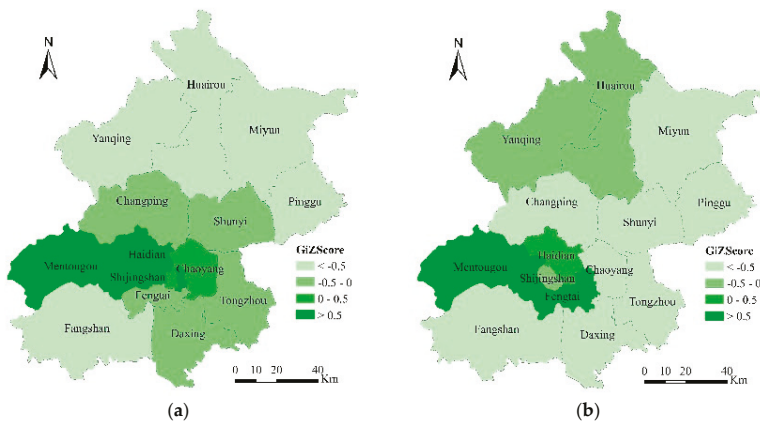 N
Huairou
Yanqing
Miyun
Changping
Pinggu
Shunyi
Haidian
Mentougou
Chaoyang
Shijingshan
Fengtai
Tongzhou
Fangshan
Daxing
GiZScore
< -0.5
-0.5 - 0
0 - 0.5
> 0.5
0 10 20 40
Km
(a)
N
Huairou
Yanqing
Miyun
Changping
Pinggu
Shunyi
Haidian
Mentougou
Chaoyang
Shijingshan
Fengtai
Tongzhou
Fangshan
Daxing
GiZScore
< -0.5
-0.5 - 0
0 - 0.5
> 0.5
0 10 20 40
Km
(b)